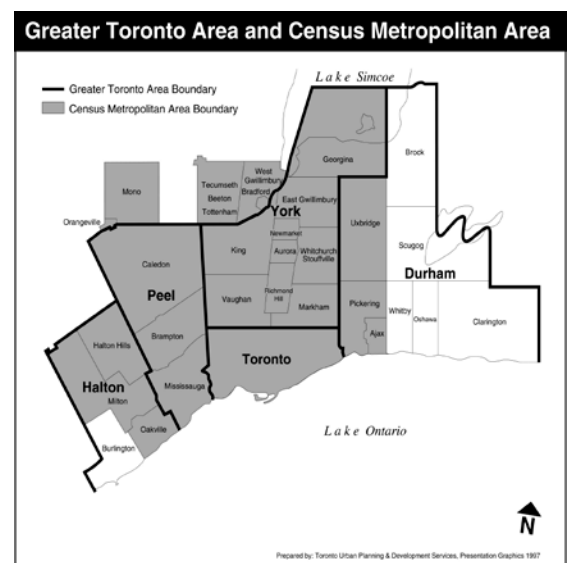 Greater Toronto Area and Census Metropolitan Area
Lake Simcoe
Greater Toronto Area Boundary
Census Metropolitan Area Boundary
Brock
Georgina
West
Gwillimbury
Bradford
Tecumseth
Beeton
Tottenham
Mono
East Gwillimbury
York
Orangeville
Uxbridge
Newmarket
Scugog
King
Aurora
Whilchurch
Stouffville
Caledon
Durham
Peel
Richmond
Hill
Vaughan
Markham
Pickering
Whitby
Oshawa
Clarington
Ajax
Brampton
Halton Hills
Toronto
Halton
Mississauga
Milton
Oakville
Lake Ontario
Burlington
N
Prepared by: Toronto Urban Planning & Development Services, Presentation Graphics 1997